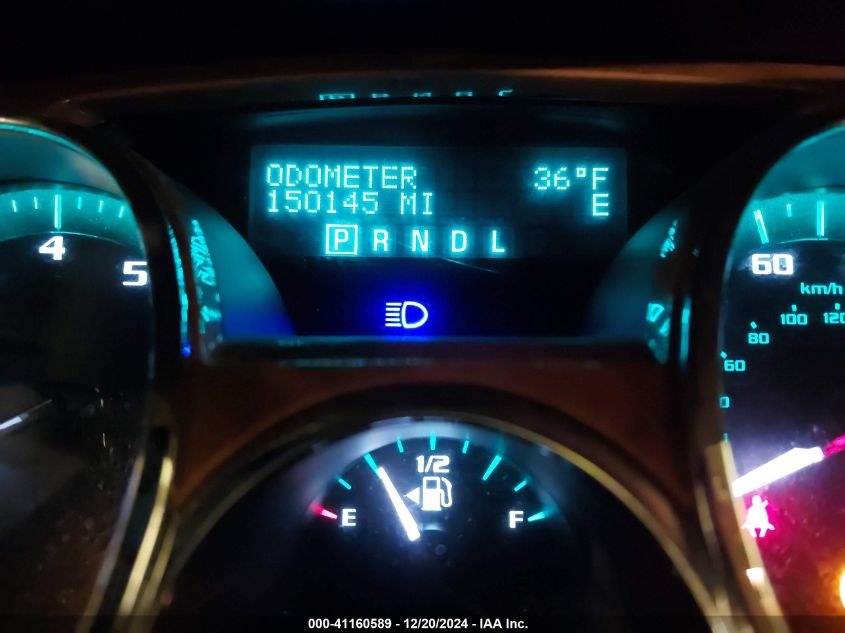 ODOMETER 36°F
150145 MI E
P R N D L
4
5
60
km/h
120
100
80
60
1/2
E F
000-41160589 - 12/20/2024 - IAA Inc.